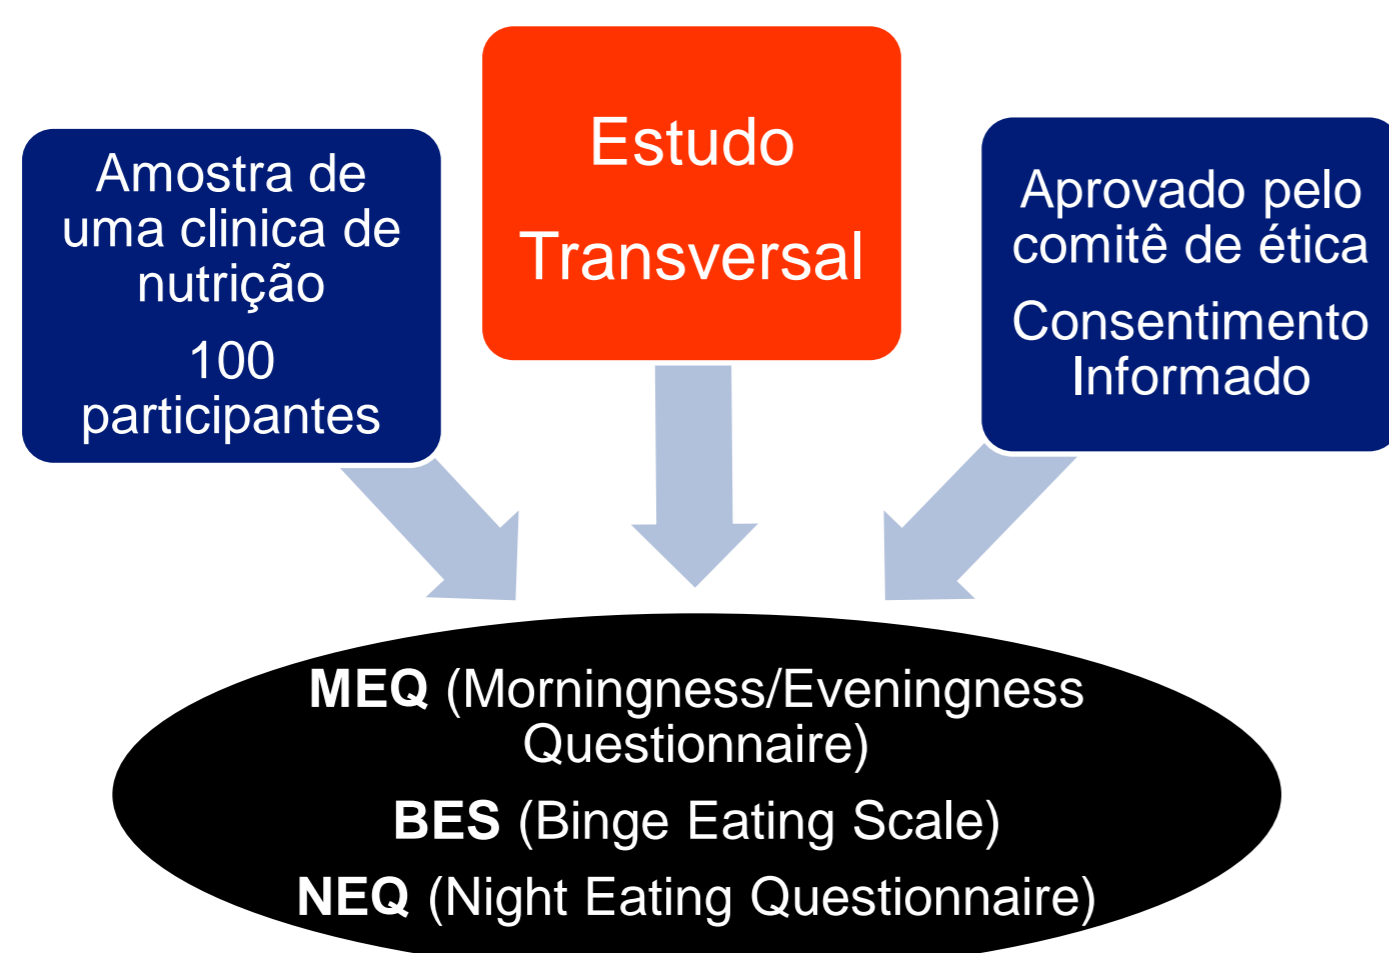 Amostra de
uma clinica de
nutrição
100
participantes
Estudo
Transversal
Aprovado pelo
comitê de ética
Consentimento
Informado
MEQ (Morningness/Eveningness
Questionnaire)
BES (Binge Eating Scale)
NEQ (Night Eating Questionnaire)